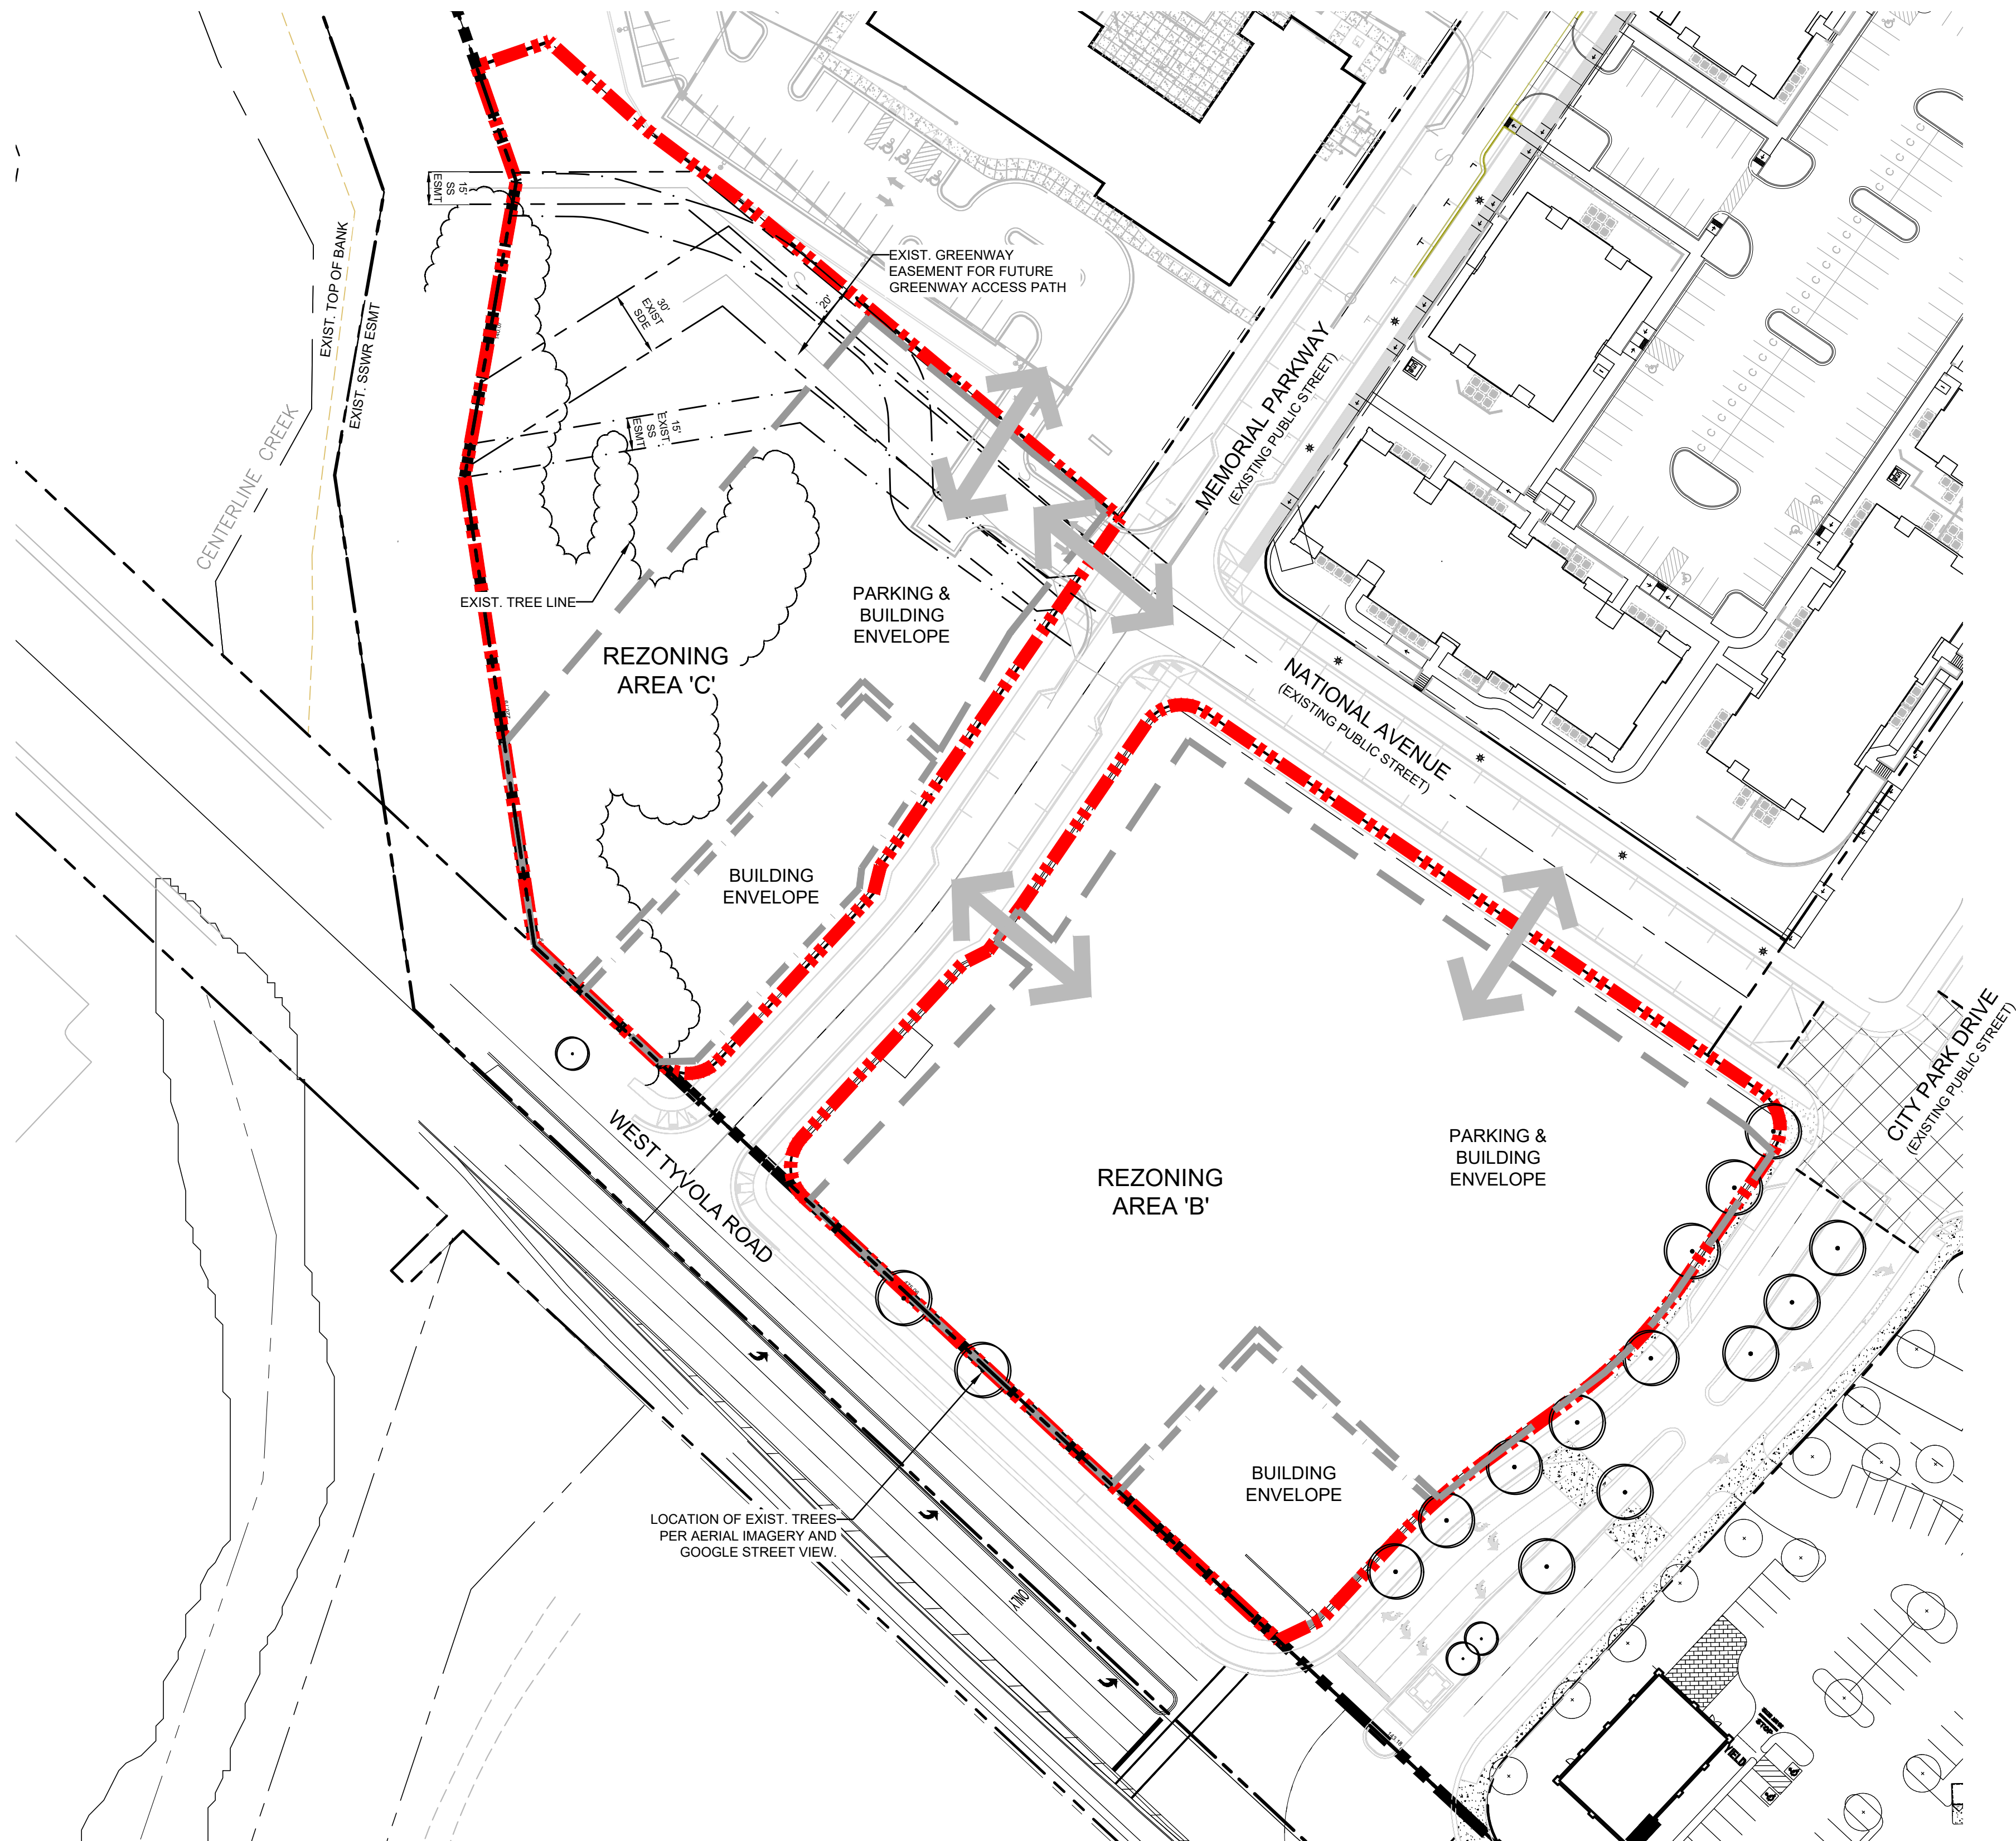 15'
SS
ESMT
EXIST. TOP OF BANK
EXIST. SSWR ESMT
CENTERLINE CREEK
EXIST. GREENWAY
EASEMENT FOR FUTURE
GREENWAY ACCESS PATH
20'
30'
EXIST
SDE
15'
EXIST.
SS
ESMT
EXIST. TREE LINE
MEMORIAL PARKWAY
(EXISTING PUBLIC STREET)
PARKING &
BUILDING
ENVELOPE
REZONING
AREA 'C'
NATIONAL AVENUE
(EXISTING PUBLIC STREET)
BUILDING
ENVELOPE
CITY PARK DRIVE
(EXISTING PUBLIC STREET)
WEST TYVOLA ROAD
REZONING
AREA 'B'
PARKING &
BUILDING
ENVELOPE
BUILDING
ENVELOPE
LOCATION OF EXIST. TREES
PER AERIAL IMAGERY AND
GOOGLE STREET VIEW.
ONLY
STOP
YIELD